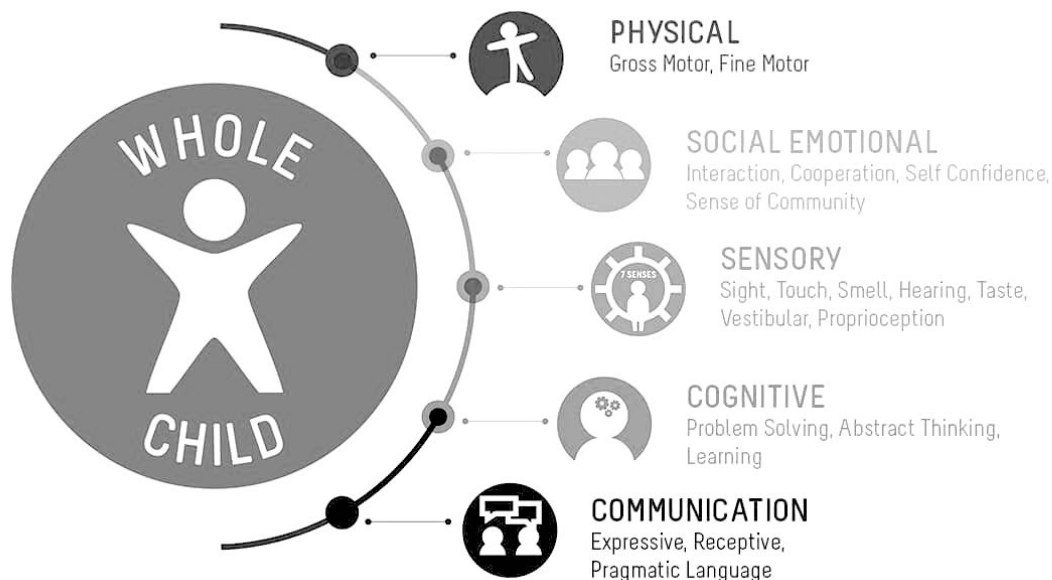 WHOLE
CHILD
PHYSICAL
Gross Motor, Fine Motor
SOCIAL EMOTIONAL
Interaction, Cooperation, Self Confidence,
Sense of Community
7 SENSES
SENSORY
Sight, Touch, Smell, Hearing, Taste,
Vestibular, Proprioception
COGNITIVE
Problem Solving, Abstract Thinking,
Learning
COMMUNICATION
Expressive, Receptive,
Pragmatic Language